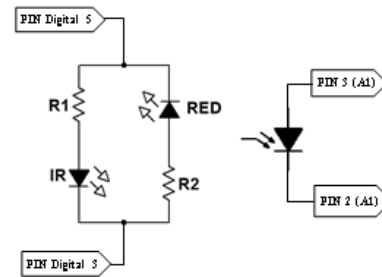 PIN Digital 5
R1
RED
IR
R2
PIN Digital 3
PIN 3 (A1)
PIN 2 (A1)